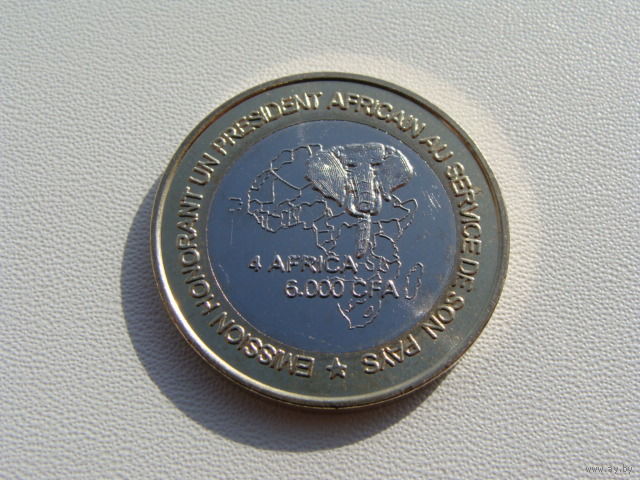 EMISSION HONORANT UN PRESIDENT AFRICAIN AU SERVICE DE SON PAYS ★
4 AFRICA
6.000 CFA
www.ay.by